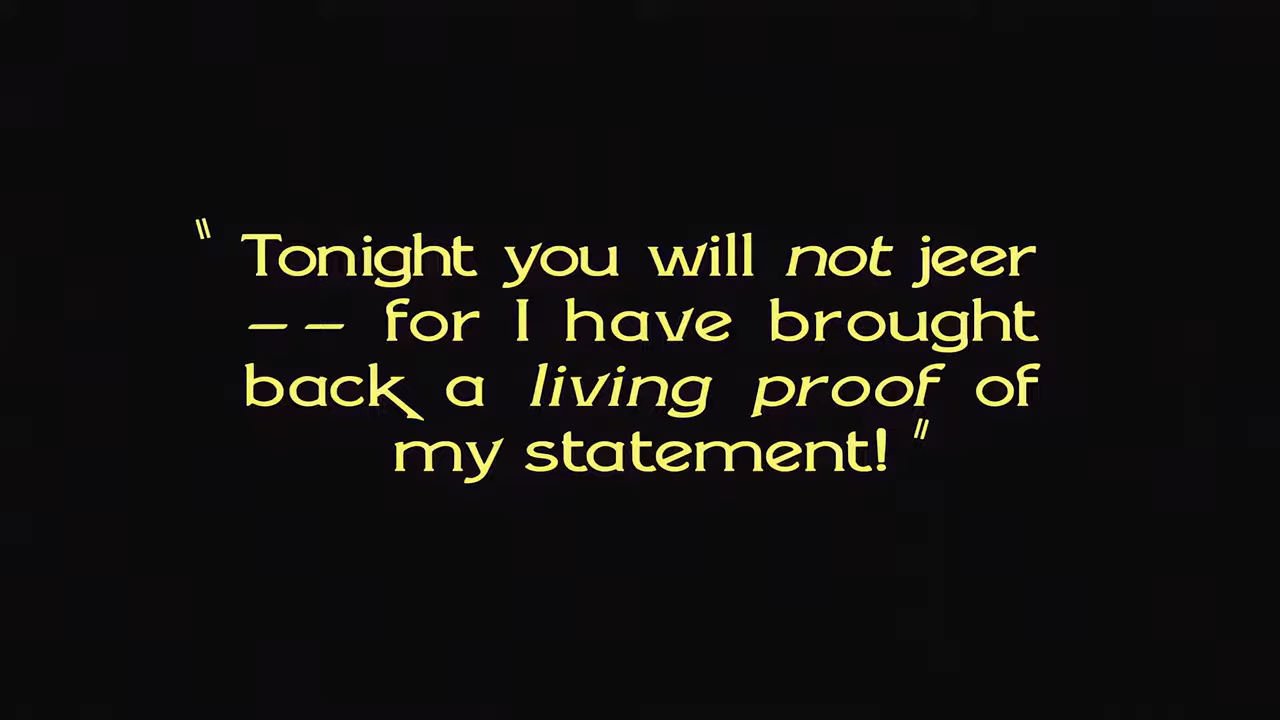 " Tonight you will not jeer
-- for I have brought
back a living proof of
my statement! "